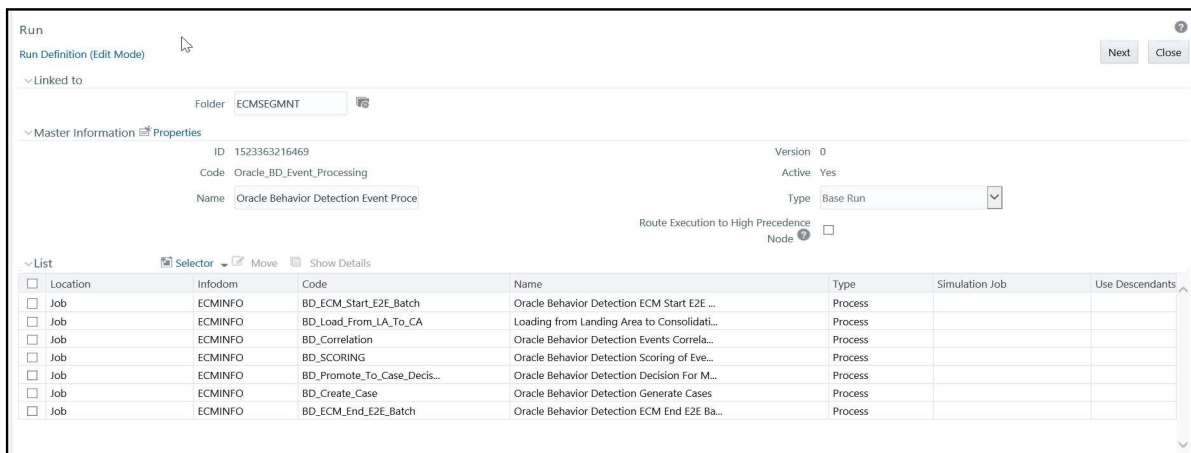 Run
Run Definition (Edit Mode)
Next Close
Linked to
Folder ECMSEGMNT
Master Information Properties
ID 1523363216469 Version 0
Code Oracle_BD_Event_Processing Active Yes
Name Oracle Behavior Detection Event Proce Type Base Run
Route Execution to High Precedence Node
List Selector Move Show Details
Location Infodom Code Name Type Simulation Job Use Descendants
Job ECMINFO BD_ECM_Start_E2E_Batch Oracle Behavior Detection ECM Start E2E ... Process
Job ECMINFO BD_Load_From_LA_To_CA Loading from Landing Area to Consolidati... Process
Job ECMINFO BD_Correlation Oracle Behavior Detection Events Correla... Process
Job ECMINFO BD_SCORING Oracle Behavior Detection Scoring of Eve... Process
Job ECMINFO BD_Promote_To_Case_Decis... Oracle Behavior Detection Decision For M... Process
Job ECMINFO BD_Create_Case Oracle Behavior Detection Generate Cases Process
Job ECMINFO BD_ECM_End_E2E_Batch Oracle Behavior Detection ECM End E2E Ba... Process